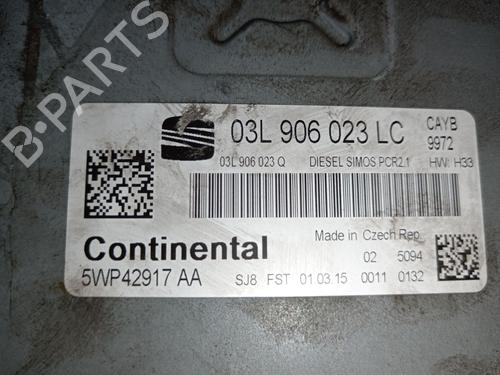 B-PARTS
03L 906 023 LC
CAYB
9972
03L 906 023 Q
DIESEL SIMOS PCR2.1
HW: H33
Continental
Made in Czech Rep.
02 5094
5WP42917 AA
SJ8 FST 01.03.15 0011 0132